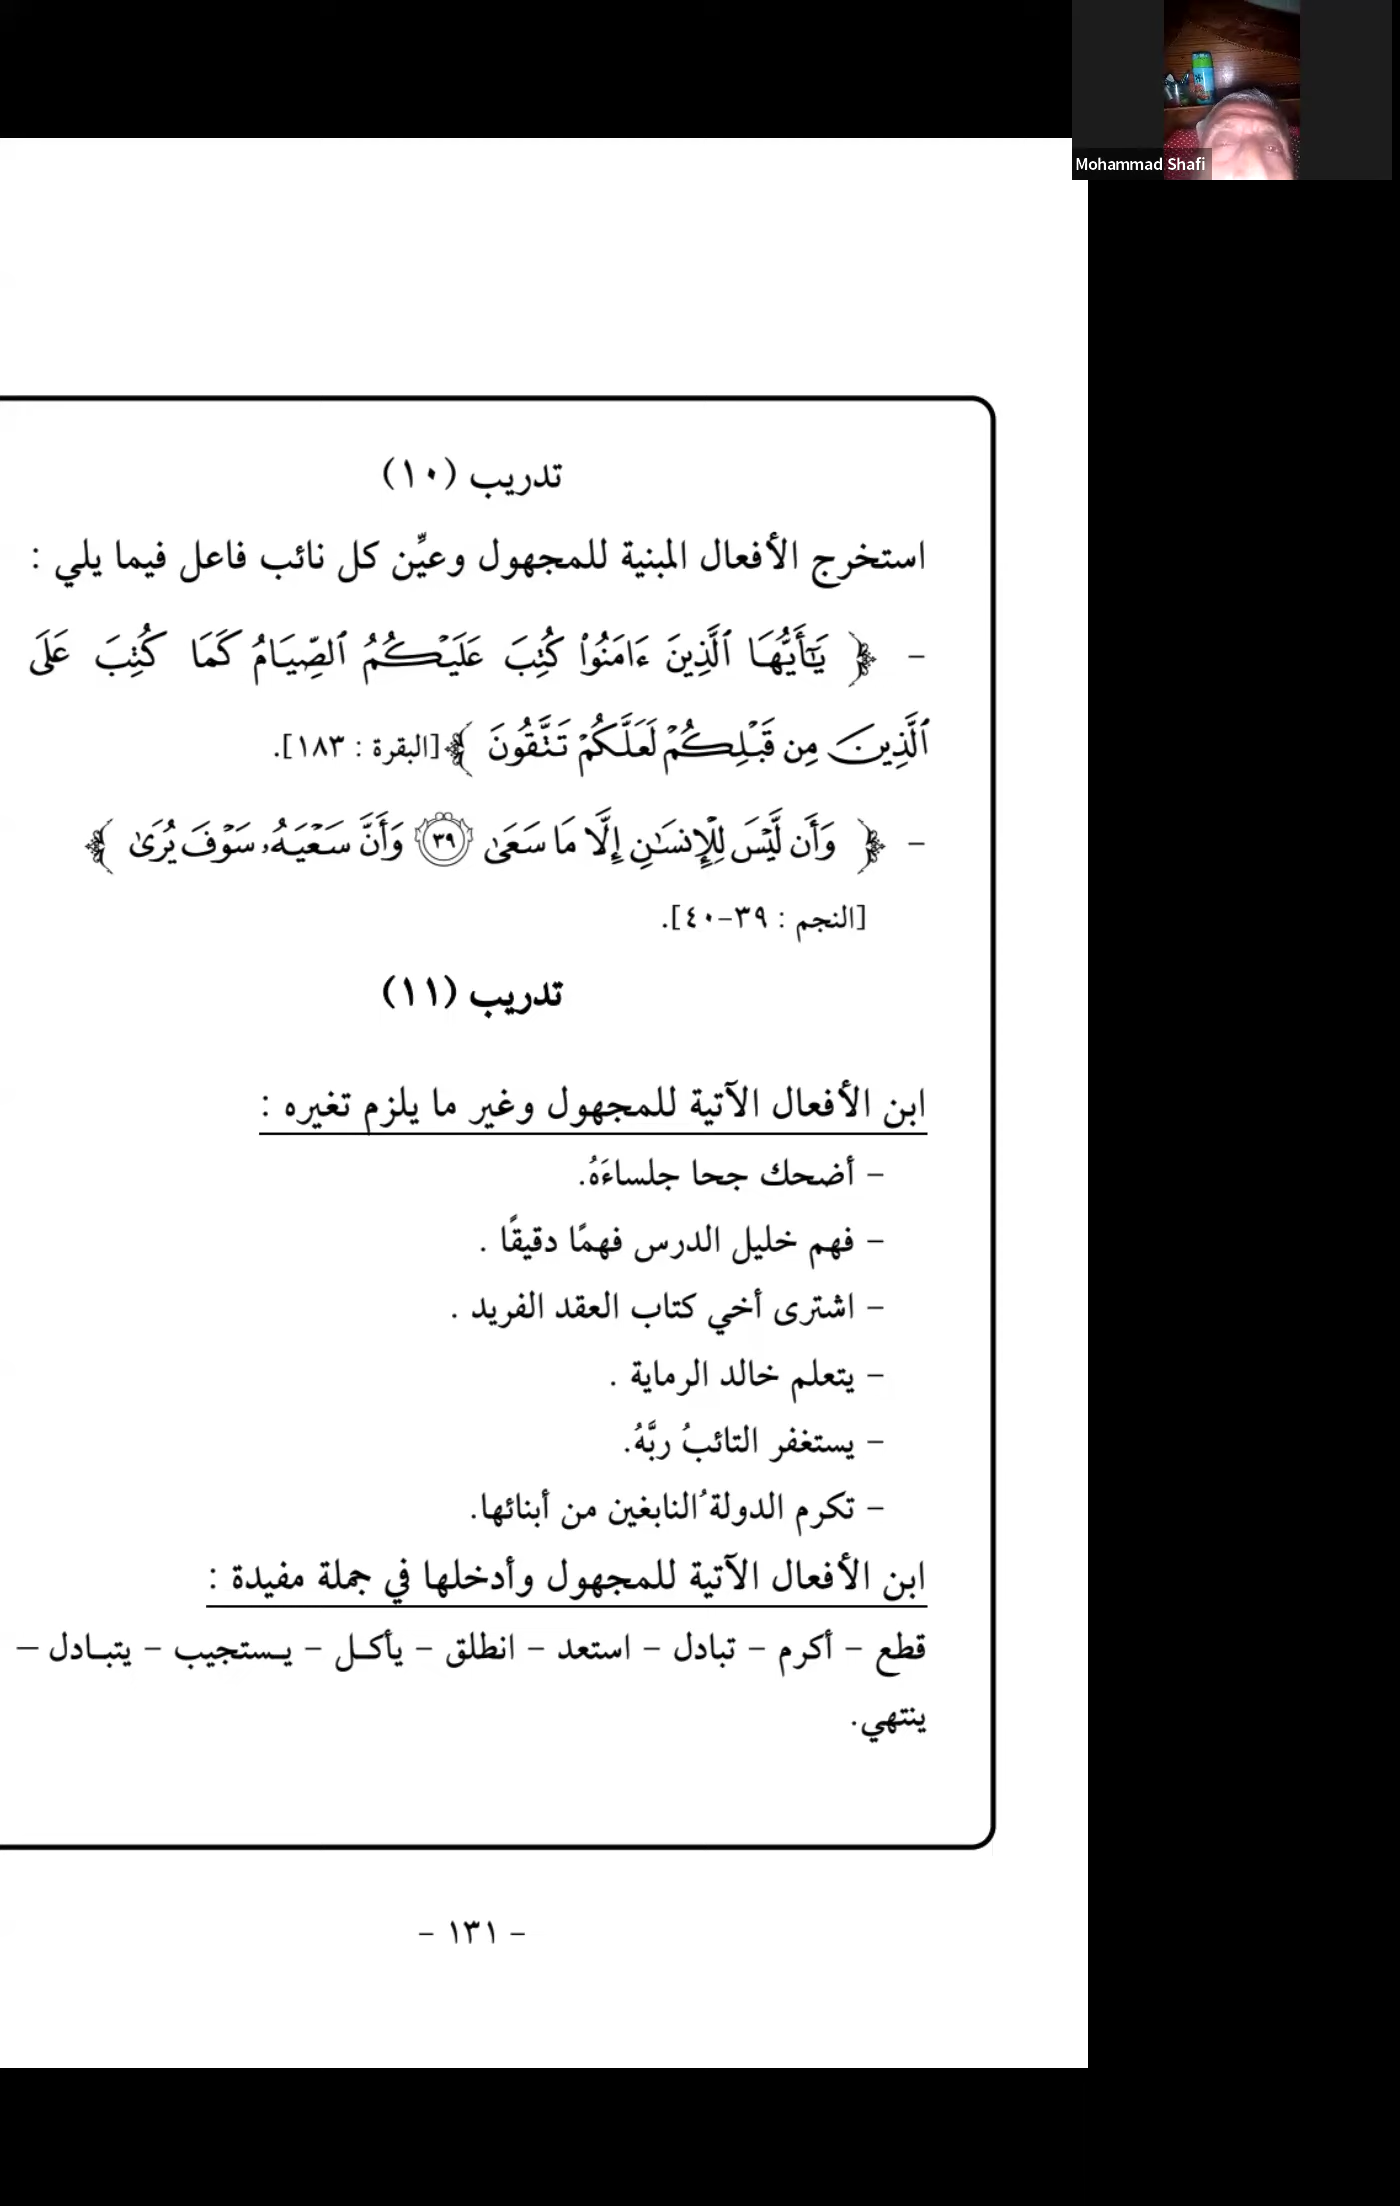 Mohammad Shafi
تدريب (١٠)
استخرج الأفعال المبنية للمجهول وعيِّن كل نائب فاعل فيما يلي :
- ﴿ يَٰٓأَيُّهَا ٱلَّذِينَ ءَامَنُوا۟ كُتِبَ عَلَيْكُمُ ٱلصِّيَامُ كَمَا كُتِبَ عَلَى
ٱلَّذِينَ مِن قَبْلِكُمْ لَعَلَّكُمْ تَتَّقُونَ ﴾[البقرة : ١٨٣].
- ﴿ وَأَن لَّيْسَ لِلْإِنسَٰنِ إِلَّا مَا سَعَىٰ ٣٩ وَأَنَّ سَعْيَهُۥ سَوْفَ يُرَىٰ ﴾
[النجم : ٣٩-٤٠].
تدريب (١١)
ابن الأفعال الآتية للمجهول وغير ما يلزم تغيره :
- أضحك جحا جلساءَهُ.
- فهم خليل الدرس فهمًا دقيقًا .
- اشترى أخي كتاب العقد الفريد .
- يتعلم خالد الرماية .
- يستغفر التائبُ ربَّهُ.
- تكرم الدولةُ النابغين من أبنائها.
ابن الأفعال الآتية للمجهول وأدخلها في جملة مفيدة :
قطع - أكرم - تبادل - استعد - انطلق - يأكـل - يـستجيب - يتبـادل -
ينتهي.
- ١٣١ -